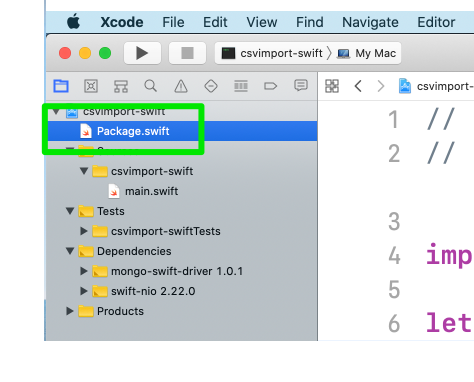 Xcode File Edit View Find Navigate Editor
csvimport-swift My Mac
csvimport-swift
Package.swift
csvimport-swift
main.swift
Tests
csvimport-swiftTests
Dependencies
mongo-swift-driver 1.0.1
swift-nio 2.22.0
Products
csvimport-
1 //
2 //
3
4 imp
5
6 let